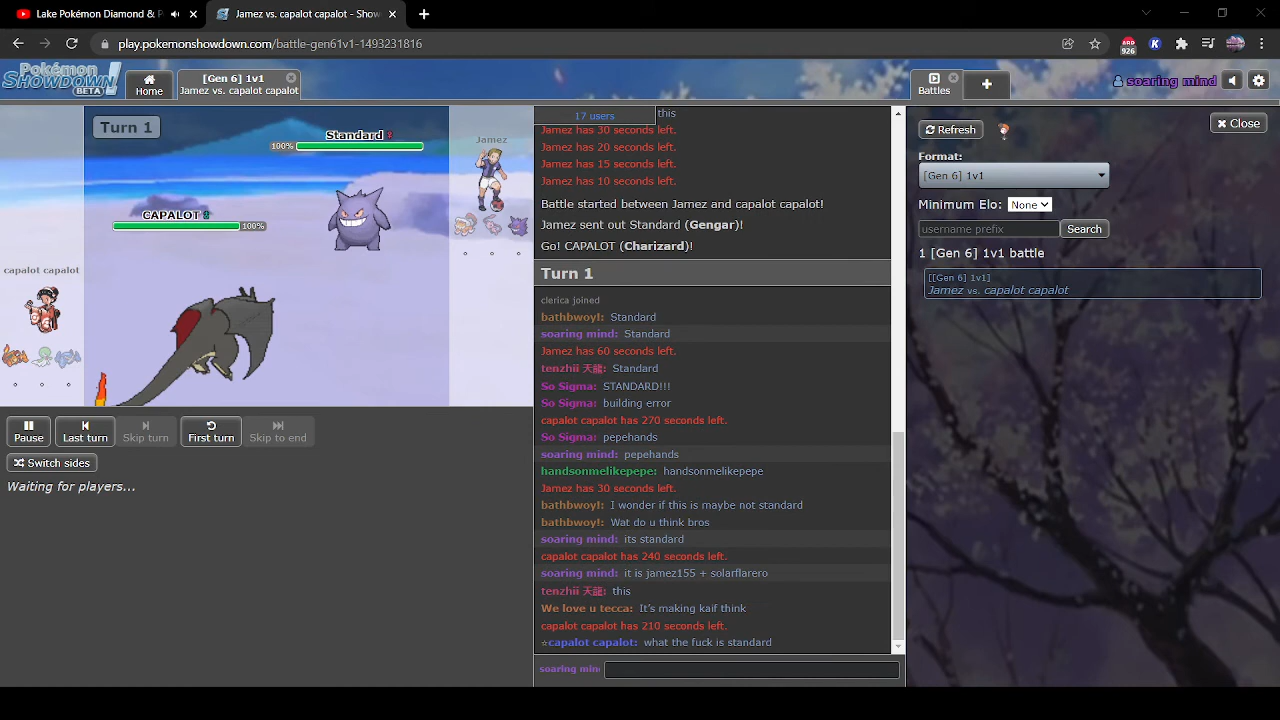 Lake Pokémon Diamond & P
Jamez vs. capalot capalot - Show
play.pokemonshowdown.com/battle-gen61v1-1493231816
ABP
926
K
Pokémon
Showdown!
BETA
Home
[Gen 6] 1v1
Jamez vs. capalot capalot
Battles
soaring mind
Turn 1
Standard
100%
CAPALOT
100%
Jamez
capalot capalot
Pause
Last turn
Skip turn
First turn
Skip to end
Switch sides
Waiting for players...
17 users
this
Jamez has 30 seconds left.
Jamez has 20 seconds left.
Jamez has 15 seconds left.
Jamez has 10 seconds left.
Battle started between Jamez and capalot capalot!
Jamez sent out Standard (Gengar)!
Go! CAPALOT (Charizard)!
Turn 1
clerica joined
bathbwoy!: Standard
soaring mind: Standard
Jamez has 60 seconds left.
tenzhii 天龍: Standard
So Sigma: STANDARD!!!
So Sigma: building error
capalot capalot has 270 seconds left.
So Sigma: pepehands
soaring mind: pepehands
handsonmelikepepe: handsonmelikepepe
Jamez has 30 seconds left.
bathbwoy!: I wonder if this is maybe not standard
bathbwoy!: Wat do u think bros
soaring mind: its standard
capalot capalot has 240 seconds left.
soaring mind: it is jamez155 + solarflarero
tenzhii 天龍: this
We love u tecca: It's making kaif think
capalot capalot has 210 seconds left.
☆capalot capalot: what the fuck is standard
soaring min
Refresh
Close
Format:
[Gen 6] 1v1
Minimum Elo: None
username prefix
Search
1 [Gen 6] 1v1 battle
[[Gen 6] 1v1]
Jamez vs. capalot capalot